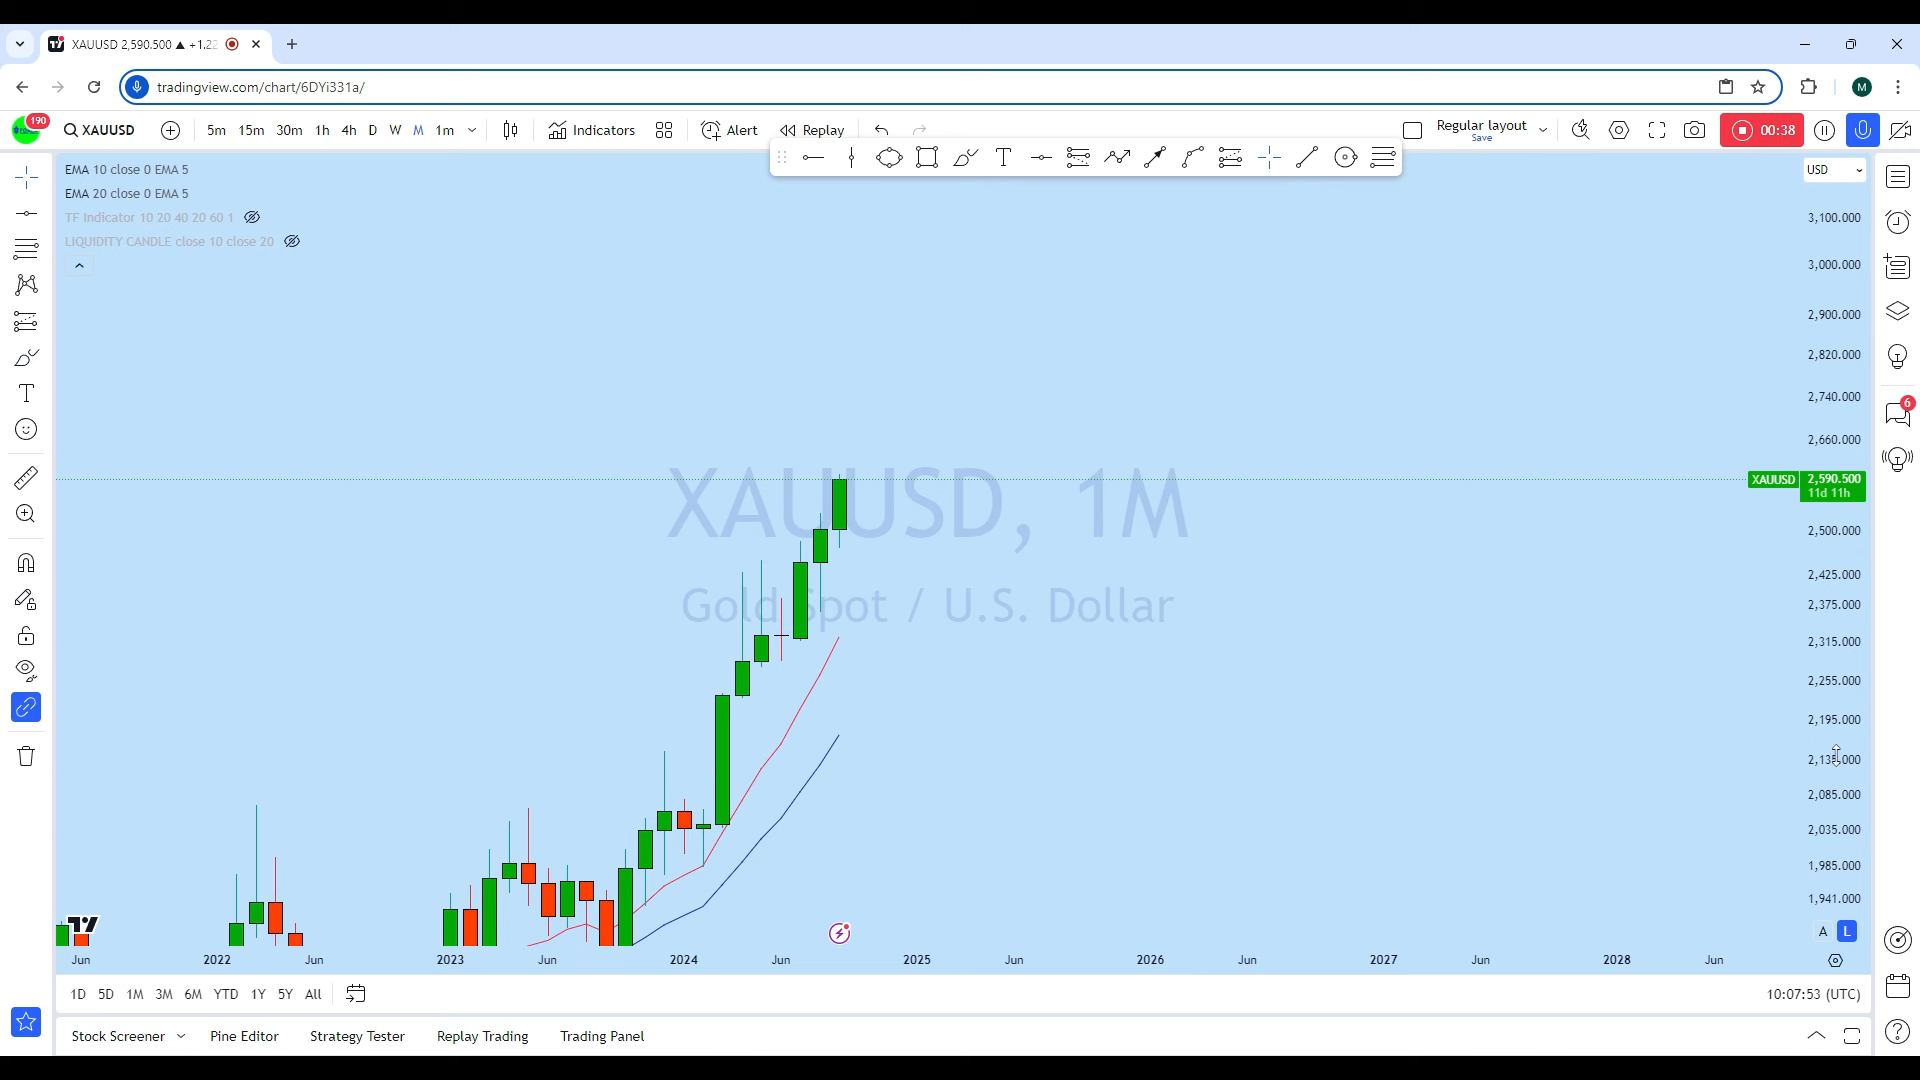 XAUUSD 2,590.500 ▲ +1.22
tradingview.com/chart/6DYi331a/
M
190
XAUUSD
5m 15m 30m 1h 4h D W M 1m
Indicators
Alert
Replay
Regular layout
Save
00:38
EMA 10 close 0 EMA 5
EMA 20 close 0 EMA 5
TF Indicator 10 20 40 20 60 1
LIQUIDITY CANDLE close 10 close 20
USD
3,100.000
3,000.000
2,900.000
2,820.000
2,740.000
2,660.000
XAUUSD 2,590.500
11d 11h
2,500.000
2,425.000
2,375.000
2,315.000
2,255.000
2,195.000
2,135.000
2,085.000
2,035.000
1,985.000
1,941.000
XAUUSD, 1M
Gold Spot / U.S. Dollar
6
A L
Jun 2022 Jun 2023 Jun 2024 Jun 2025 Jun 2026 Jun 2027 Jun 2028 Jun
1D 5D 1M 3M 6M YTD 1Y 5Y All
10:07:53 (UTC)
Stock Screener Pine Editor Strategy Tester Replay Trading Trading Panel